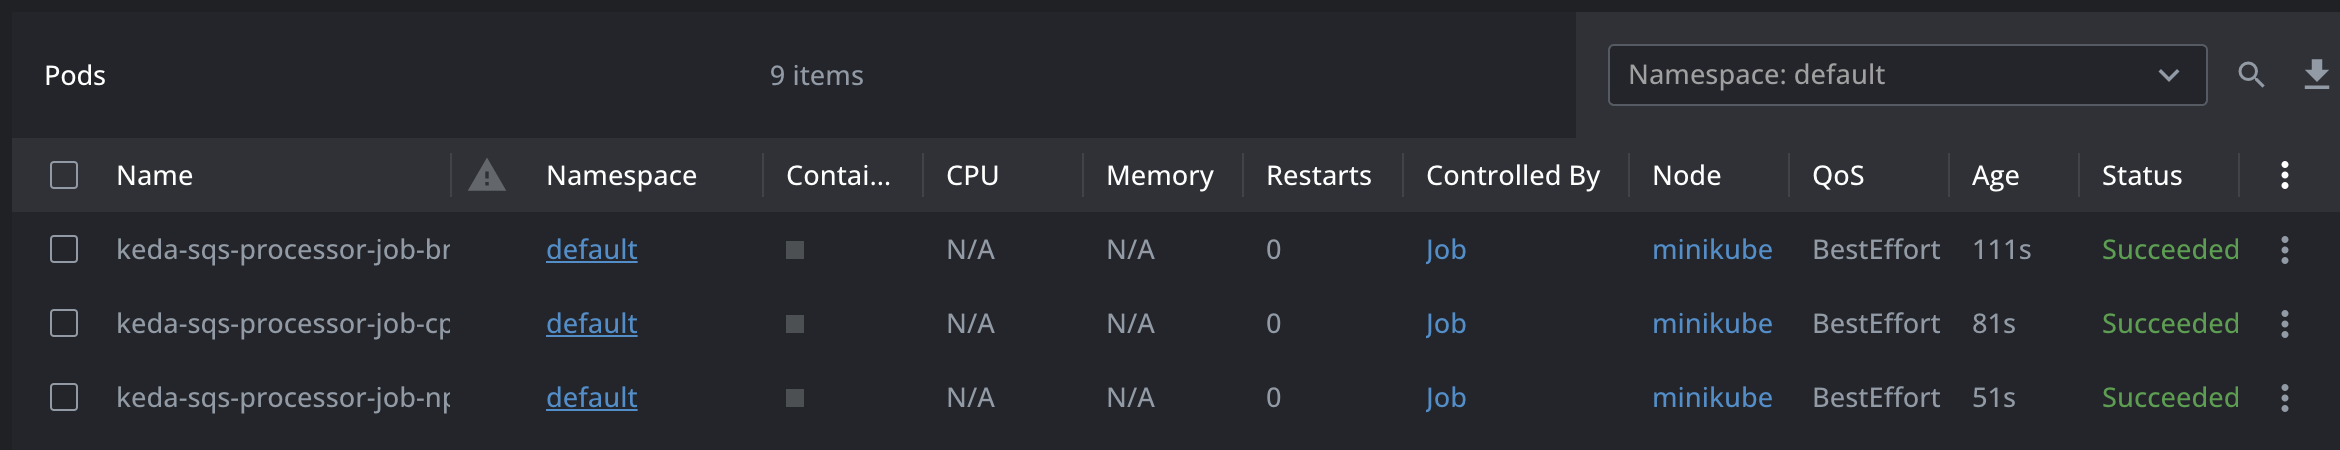 Pods 9 items Namespace: default
Name Namespace Contai... CPU Memory Restarts Controlled By Node QoS Age Status
keda-sqs-processor-job-br default N/A N/A 0 Job minikube BestEffort 111s Succeeded
keda-sqs-processor-job-cp default N/A N/A 0 Job minikube BestEffort 81s Succeeded
keda-sqs-processor-job-np default N/A N/A 0 Job minikube BestEffort 51s Succeeded